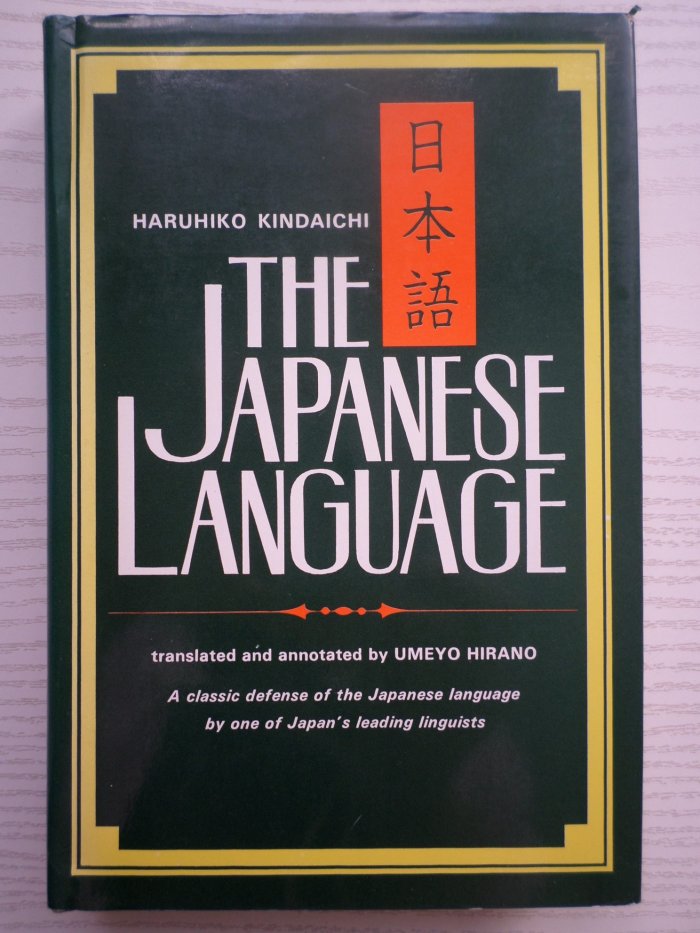 日本語
HARUHIKO KINDAICHI
THE
JAPANESE
LANGUAGE
translated and annotated by UMEYO HIRANO
A classic defense of the Japanese language
by one of Japan's leading linguists